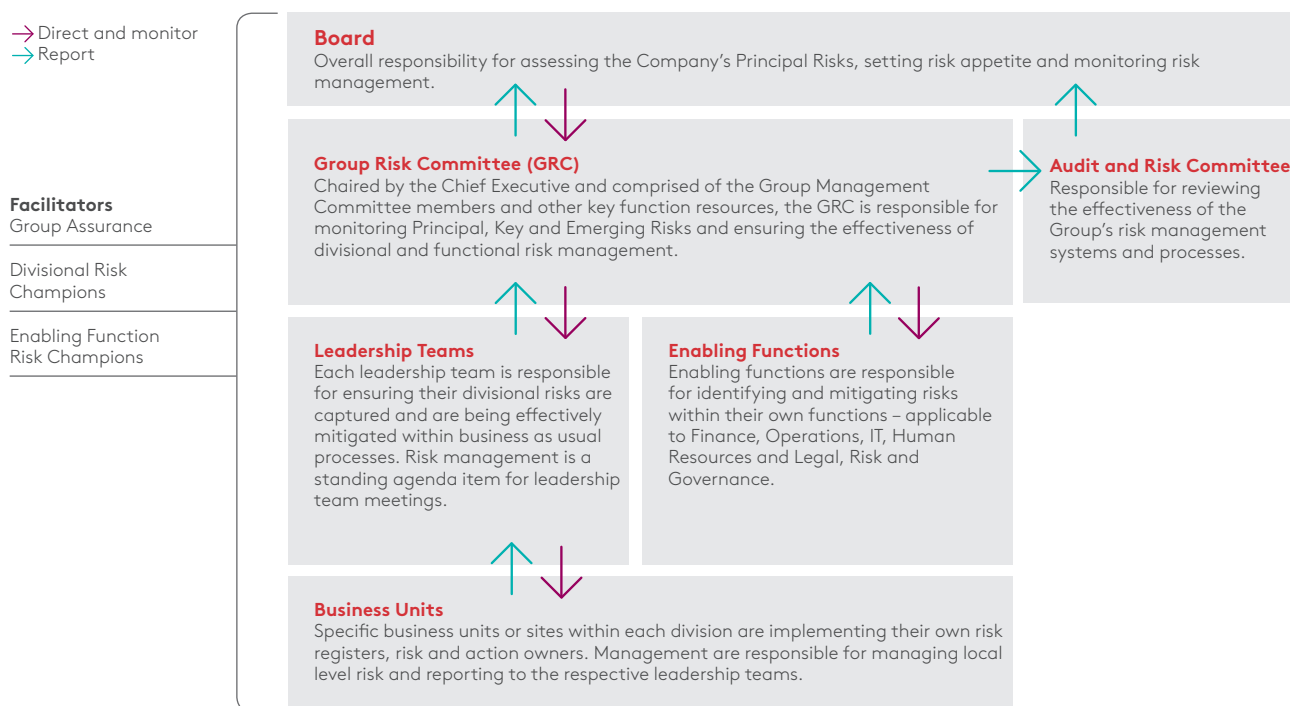 Direct and monitor
Report
Facilitators
Group Assurance
Divisional Risk
Champions
Enabling Function
Risk Champions
Board
Overall responsibility for assessing the Company’s Principal Risks, setting risk appetite and monitoring risk
management.
Group Risk Committee (GRC)
Chaired by the Chief Executive and comprised of the Group Management
Committee members and other key function resources, the GRC is responsible for
monitoring Principal, Key and Emerging Risks and ensuring the effectiveness of
divisional and functional risk management.
Audit and Risk Committee
Responsible for reviewing
the effectiveness of the
Group’s risk management
systems and processes.
Leadership Teams
Each leadership team is responsible
for ensuring their divisional risks are
captured and are being effectively
mitigated within business as usual
processes. Risk management is a
standing agenda item for leadership
team meetings.
Enabling Functions
Enabling functions are responsible
for identifying and mitigating risks
within their own functions – applicable
to Finance, Operations, IT, Human
Resources and Legal, Risk and
Governance.
Business Units
Specific business units or sites within each division are implementing their own risk
registers, risk and action owners. Management are responsible for managing local
level risk and reporting to the respective leadership teams.